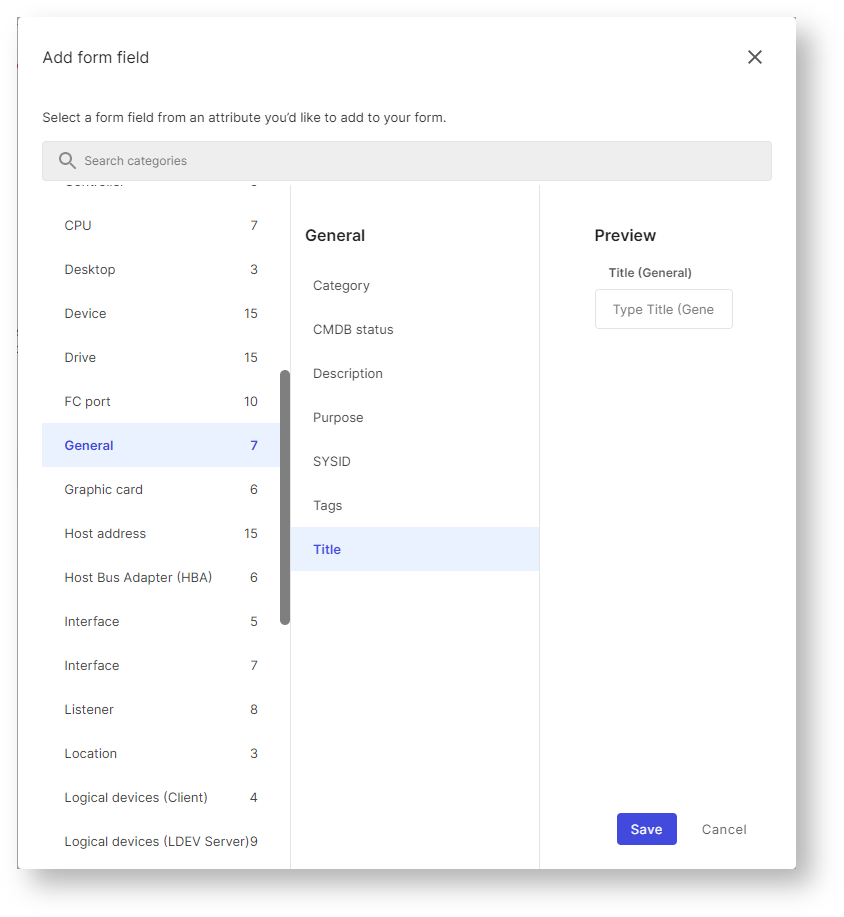 Add form field
Select a form field from an attribute you'd like to add to your form.
Search categories
CPU 7
Desktop 3
Device 15
Drive 15
FC port 10
General 7
Graphic card 6
Host address 15
Host Bus Adapter (HBA) 6
Interface 5
Interface 7
Listener 8
Location 3
Logical devices (Client) 4
Logical devices (LDEV Server) 9
General
Category
CMDB status
Description
Purpose
SYSID
Tags
Title
Preview
Title (General)
Type Title (Gene
Save Cancel